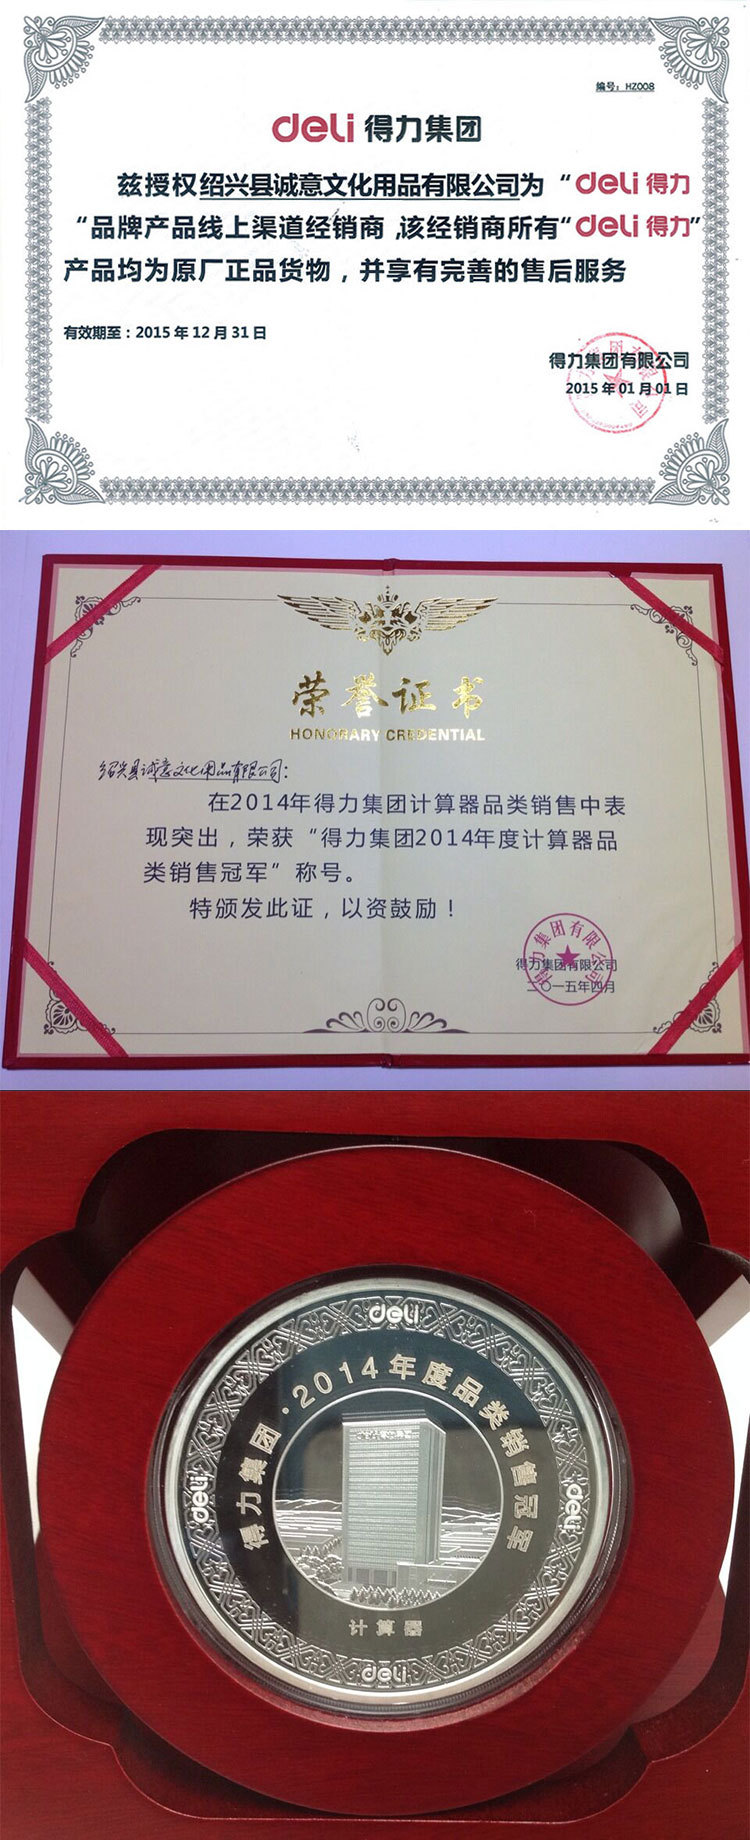 编号：HZ008
deli 得力集团
兹授权绍兴县诚意文化用品有限公司为“deli 得力
“品牌产品线上渠道经销商，该经销商所有“deli 得力”
产品均为原厂正品货物，并享有完善的售后服务
有效期至：2015 年 12 月 31 日
得力集团有限公司
2015 年 01 月 01 日
荣誉证书
HONORARY CREDENTIAL
绍兴县诚意文化用品有限公司：
在2014年得力集团计算器品类销售中表
现突出，荣获“得力集团2014年度计算器品
类销售冠军”称号。
特颁发此证，以资鼓励！
得力集团有限公司
得力集团有限公司
二〇一五年四月
deli
得力集团·2014年度品类销售冠军
deli
deli
计算器
deli